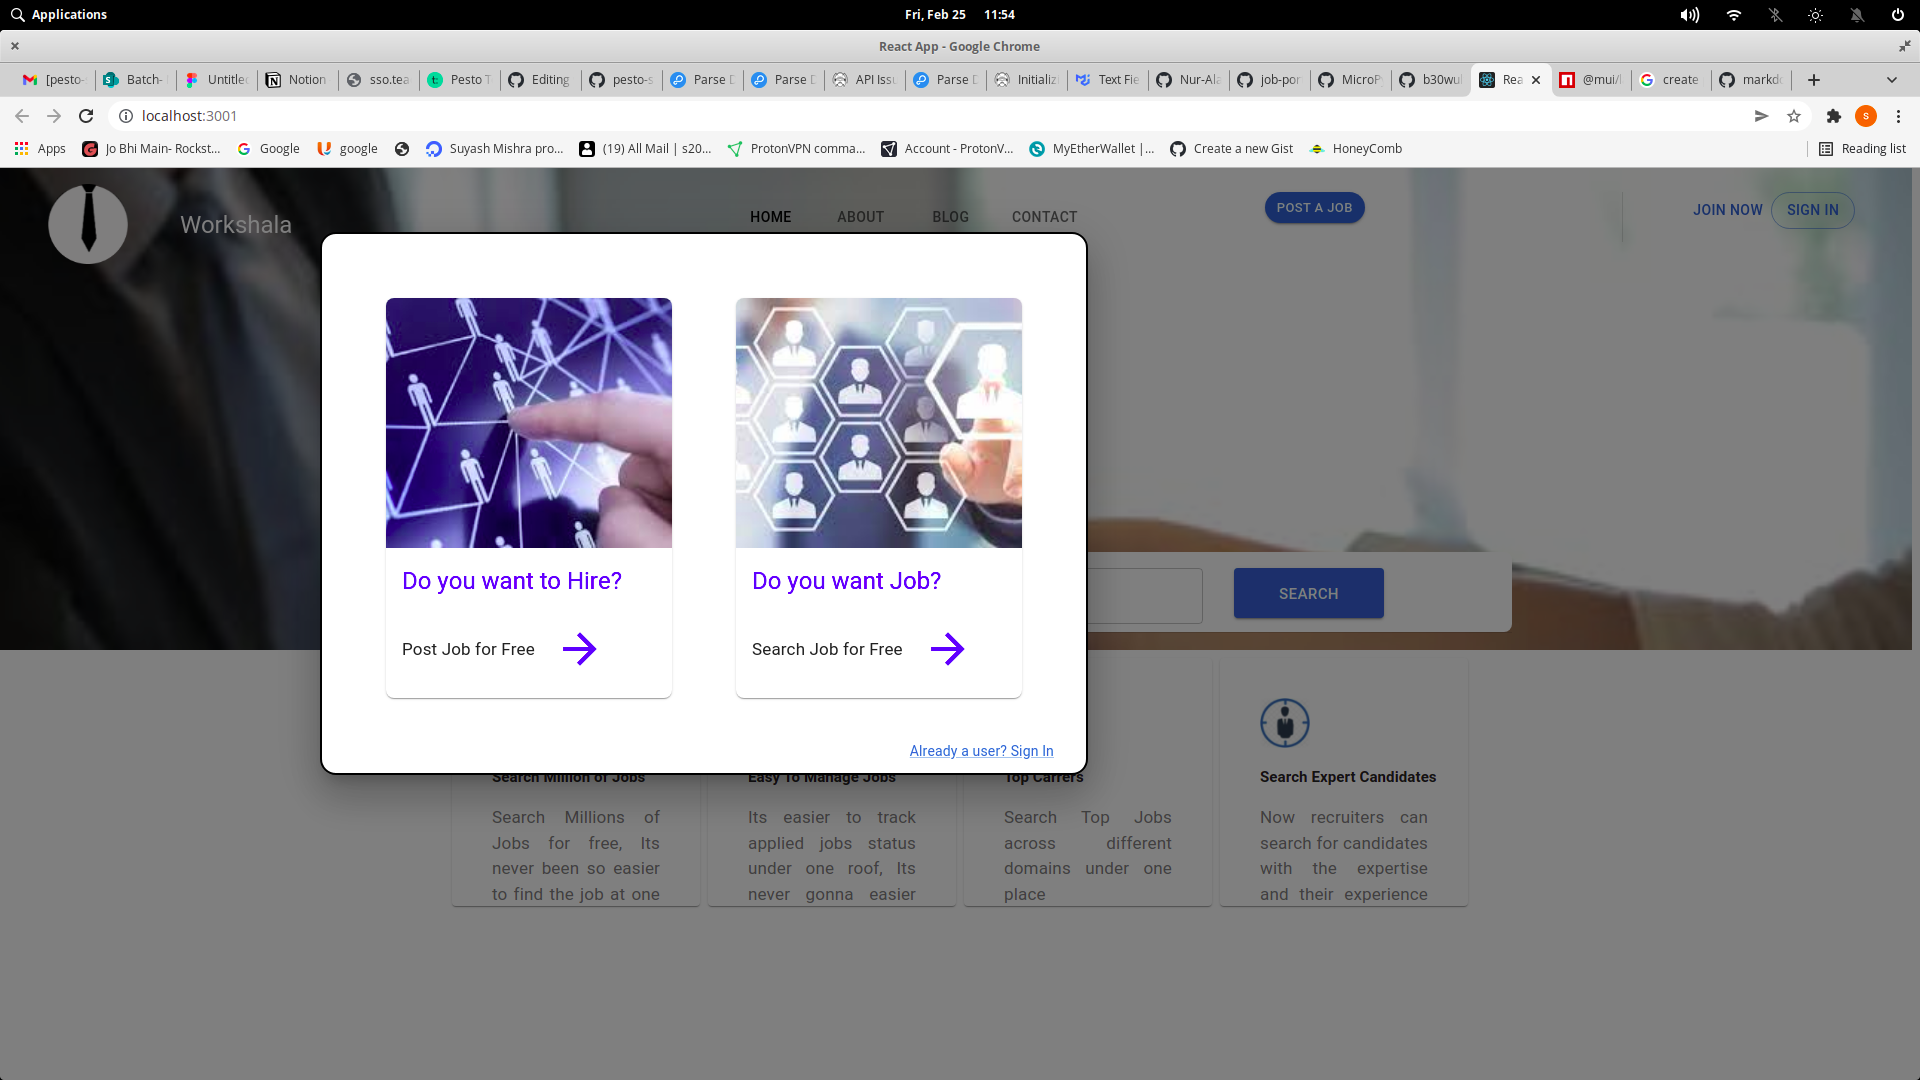 Applications
Fri, Feb 25 11:54
React App - Google Chrome
[pesto-
Batch-
Untitle
Notion
sso.tea
Pesto T
Editing
pesto-s
Parse D
Parse D
API Issu
Parse D
Initializi
Text Fie
Nur-Ala
job-por
MicroP
b30wul
Rea
@mui/l
create
markdo
localhost:3001
S
Apps
Jo Bhi Main- Rockst...
Google
google
Suyash Mishra pro...
(19) All Mail | s20...
ProtonVPN comma...
Account - ProtonV...
MyEtherWallet |...
Create a new Gist
HoneyComb
Reading list
Workshala
HOME
ABOUT
BLOG
CONTACT
POST A JOB
JOIN NOW
SIGN IN
Do you want to Hire?
Post Job for Free
Do you want Job?
Search Job for Free
Already a user? Sign In
SEARCH
Search Million of Jobs
Search Millions of
Jobs for free, Its
never been so easier
to find the job at one
Easy To Manage Jobs
Its easier to track
applied jobs status
under one roof, Its
never gonna easier
Top Carrers
Search Top Jobs
across different
domains under one
place
Search Expert Candidates
Now recruiters can
search for candidates
with the expertise
and their experience